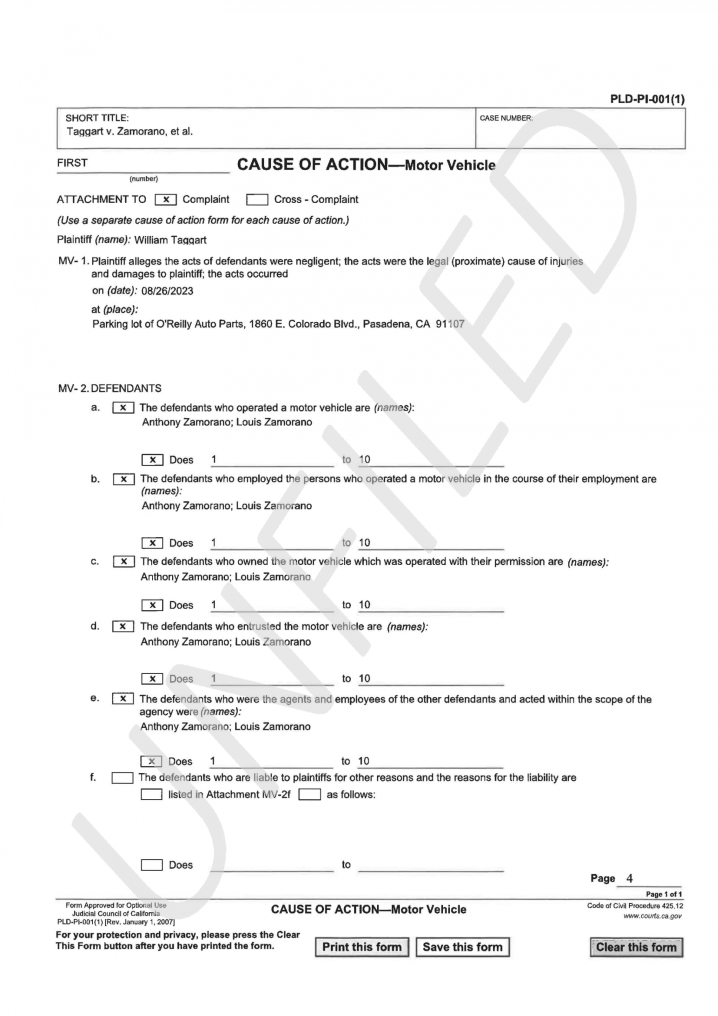 PLD-PI-001(1)
SHORT TITLE:
Taggart v. Zamorano, et al.
CASE NUMBER:
FIRST
(number)
CAUSE OF ACTION—Motor Vehicle
ATTACHMENT TO x Complaint Cross - Complaint
(Use a separate cause of action form for each cause of action.)
Plaintiff (name): William Taggart
MV- 1. Plaintiff alleges the acts of defendants were negligent; the acts were the legal (proximate) cause of injuries
and damages to plaintiff; the acts occurred
on (date): 08/26/2023
at (place):
Parking lot of O'Reilly Auto Parts, 1860 E. Colorado Blvd., Pasadena, CA 91107
MV- 2. DEFENDANTS
a. x The defendants who operated a motor vehicle are (names):
Anthony Zamorano; Louis Zamorano
x Does 1 to 10
b. x The defendants who employed the persons who operated a motor vehicle in the course of their employment are
(names):
Anthony Zamorano; Louis Zamorano
x Does 1 to 10
c. x The defendants who owned the motor vehicle which was operated with their permission are (names):
Anthony Zamorano; Louis Zamorano
x Does 1 to 10
d. x The defendants who entrusted the motor vehicle are (names):
Anthony Zamorano; Louis Zamorano
x Does 1 to 10
e. x The defendants who were the agents and employees of the other defendants and acted within the scope of the
agency were (names):
Anthony Zamorano; Louis Zamorano
x Does 1 to 10
f. The defendants who are liable to plaintiffs for other reasons and the reasons for the liability are
listed in Attachment MV-2f as follows:
Does to
UNFILED
Page 4
Page 1 of 1
Form Approved for Optional Use
Judicial Council of California
PLD-PI-001(1) [Rev. January 1, 2007]
CAUSE OF ACTION—Motor Vehicle
Code of Civil Procedure 425.12
www.courts.ca.gov
For your protection and privacy, please press the Clear
This Form button after you have printed the form.
Print this form
Save this form
Clear this form